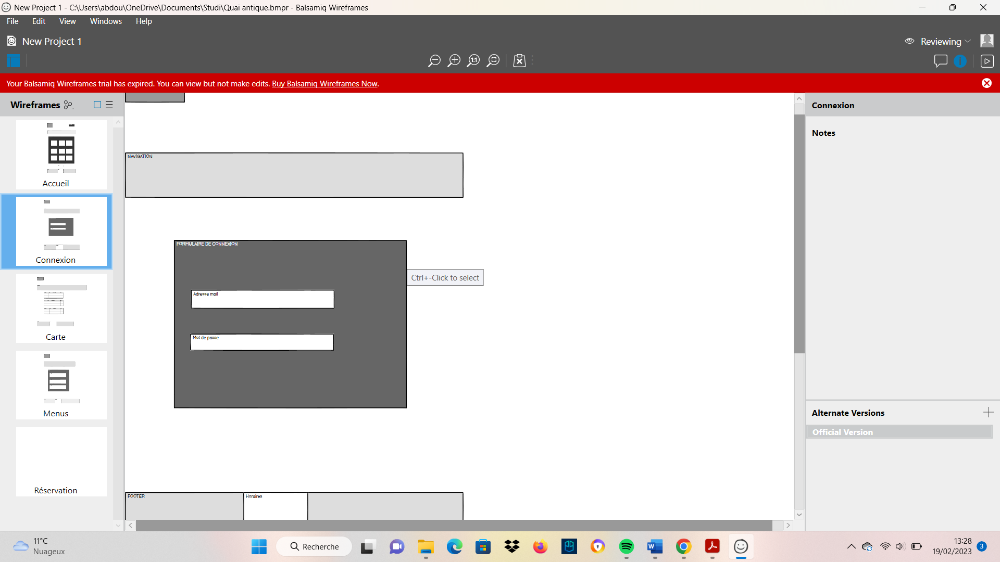 New Project 1 - C:\Users\abdou\OneDrive\Documents\Studi\Quai antique.bmpr - Balsamiq Wireframes
File Edit View Windows Help
New Project 1
Reviewing
1:1
Your Balsamiq Wireframes trial has expired. You can view but not make edits. Buy Balsamiq Wireframes Now.
Wireframes
Accueil
Connexion
Carte
Menus
Réservation
NAVIGATION
FORMULAIRE DE CONNEXION
Adresse mail
Mot de passe
Ctrl+-Click to select
FOOTER
Horaires
Connexion
Notes
Alternate Versions
Official Version
11°C
Nuageux
Recherche
13:28
19/02/2023
3